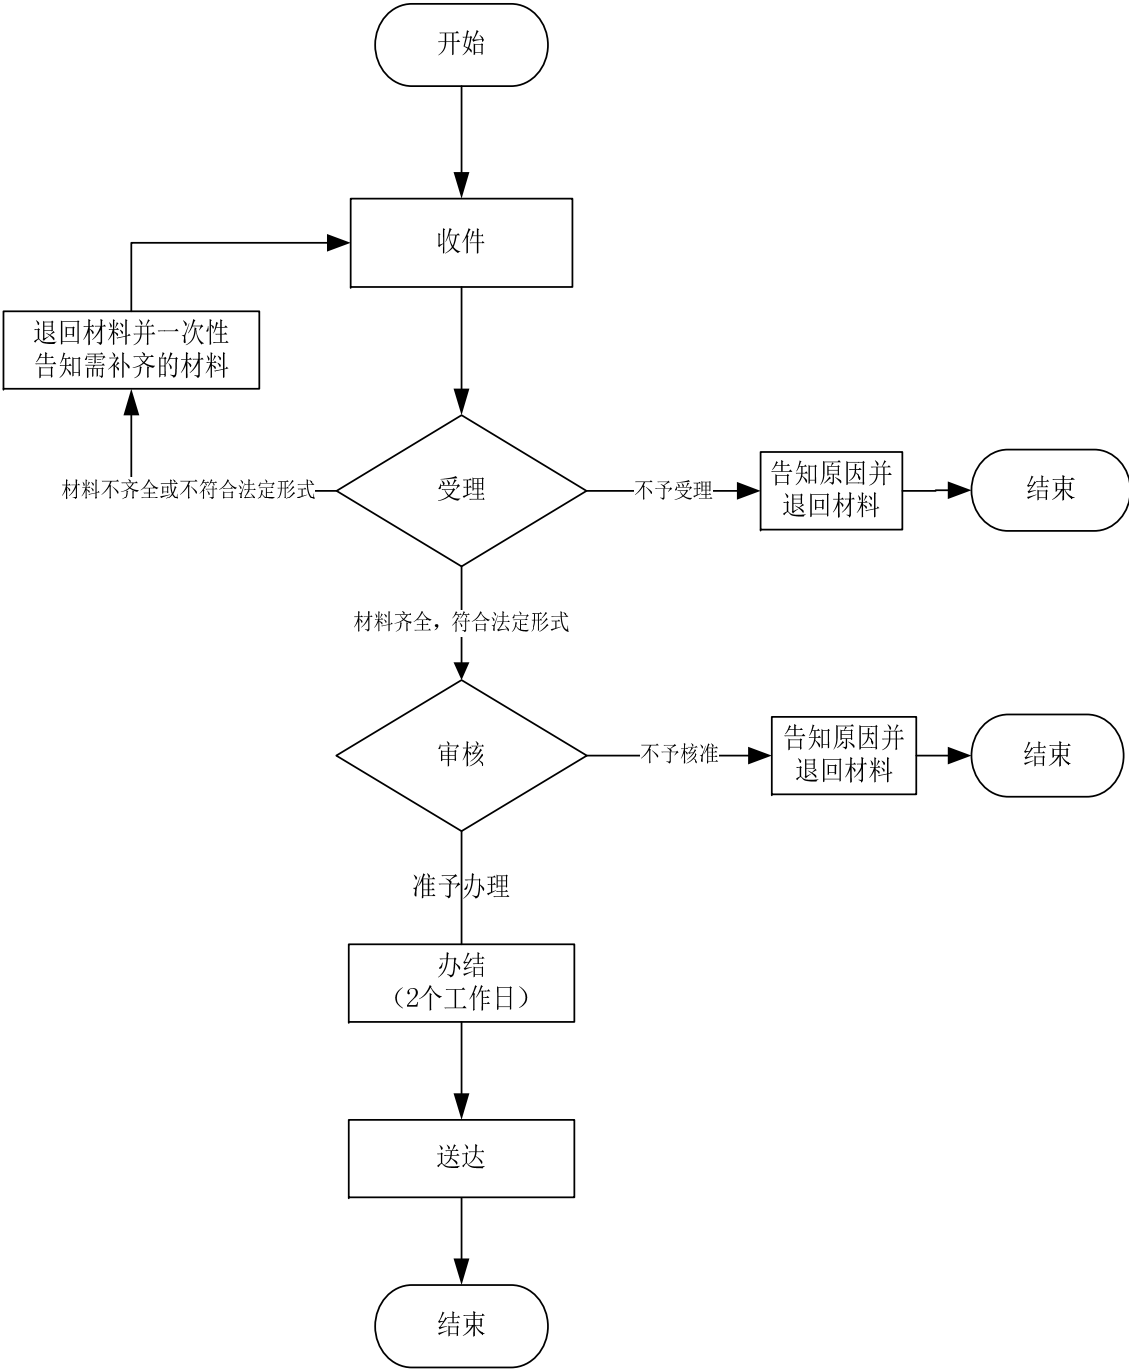 开始
收件
退回材料并一次性
告知需补齐的材料
材料不齐全或不符合法定形式
受理
不予受理
告知原因并
退回材料
结束
材料齐全，符合法定形式
审核
不予核准
告知原因并
退回材料
结束
准予办理
办结
（2个工作日）
送达
结束